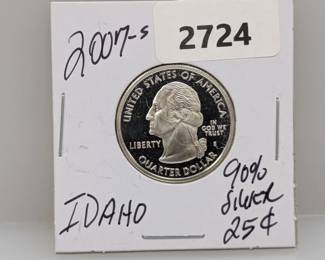 2007-S
2724
UNITED STATES OF AMERICA
LIBERTY
IN
GOD WE
TRUST
S
QUARTER DOLLAR
IDAHO
90%
SILVER
25¢